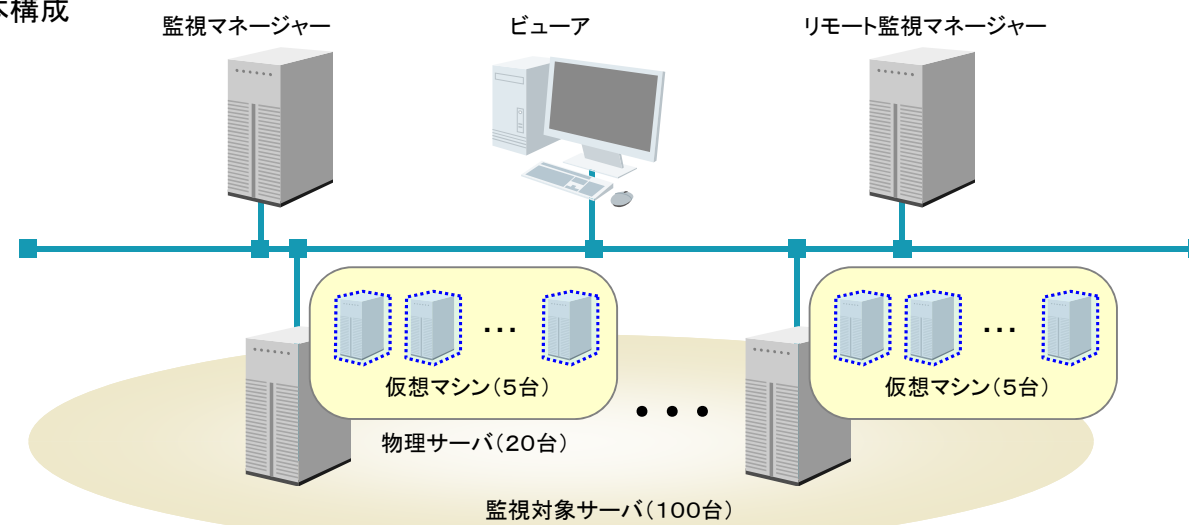 本構成
監視マネージャー
ビューア
リモート監視マネージャー
・・・
・・・
仮想マシン(5台)
仮想マシン(5台)
・・・
物理サーバ(20台)
監視対象サーバ(100台)